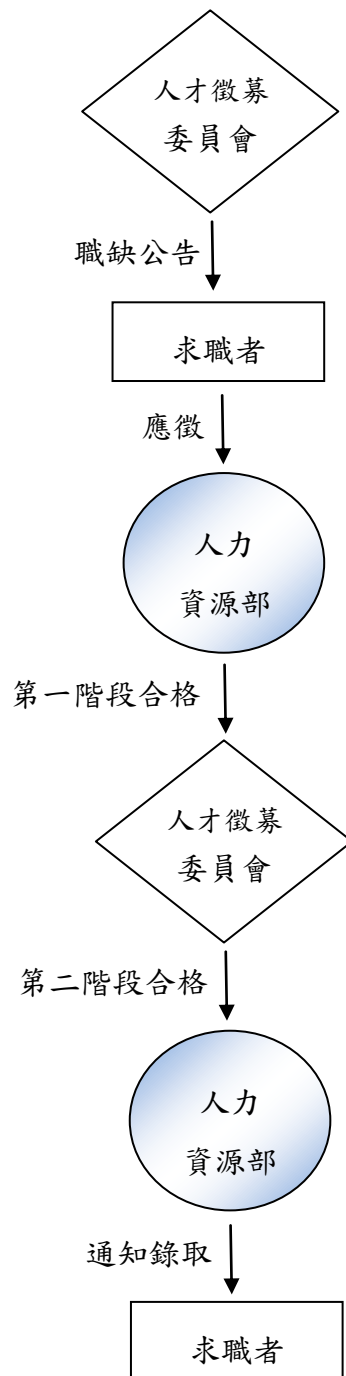 人才徵募
委員會
職缺公告
求職者
應徵
人力
資源部
第一階段合格
人才徵募
委員會
第二階段合格
人力
資源部
通知錄取
求職者